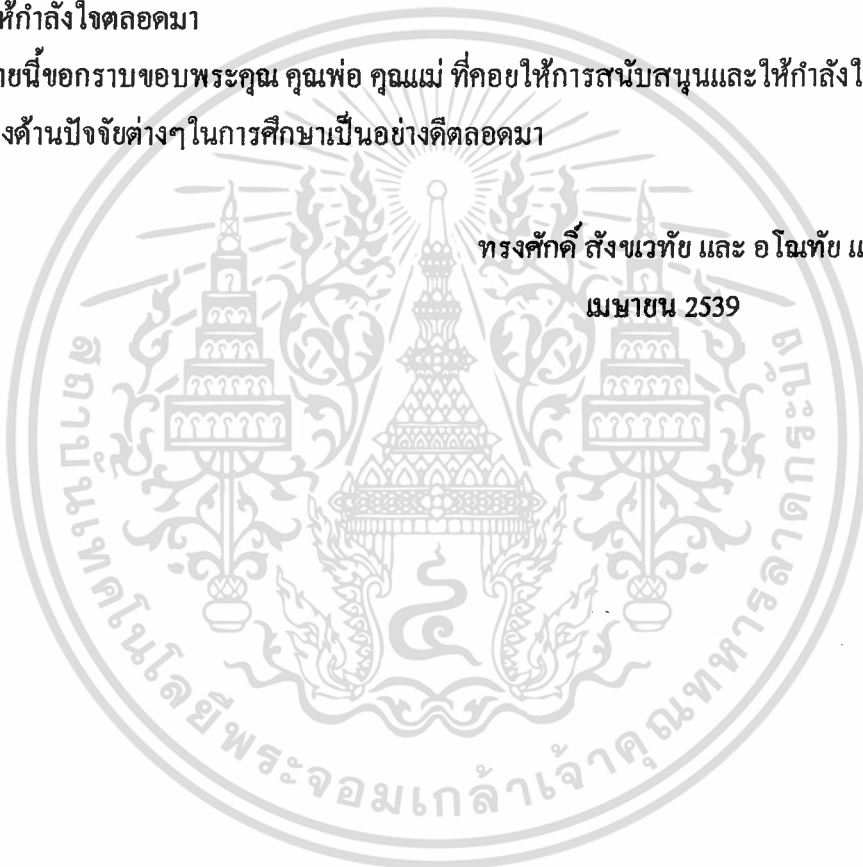 ห้กำลังใจตลอดมา
ายนี้ขอกราบขอบพระคุณ คุณพ่อ คุณแม่ ที่คอยให้การสนับสนุนและให้กำลังใ
งด้านปัจจัยต่างๆในการศึกษาเป็นอย่างดีตลอดมา
ทรงศักดิ์ สังขเวทัย และ อโณทัย แ
เมษายน 2539
สถาบันเทคโนโลยีพระจอมเกล้าเจ้าคุณทหารลาดกระบัง